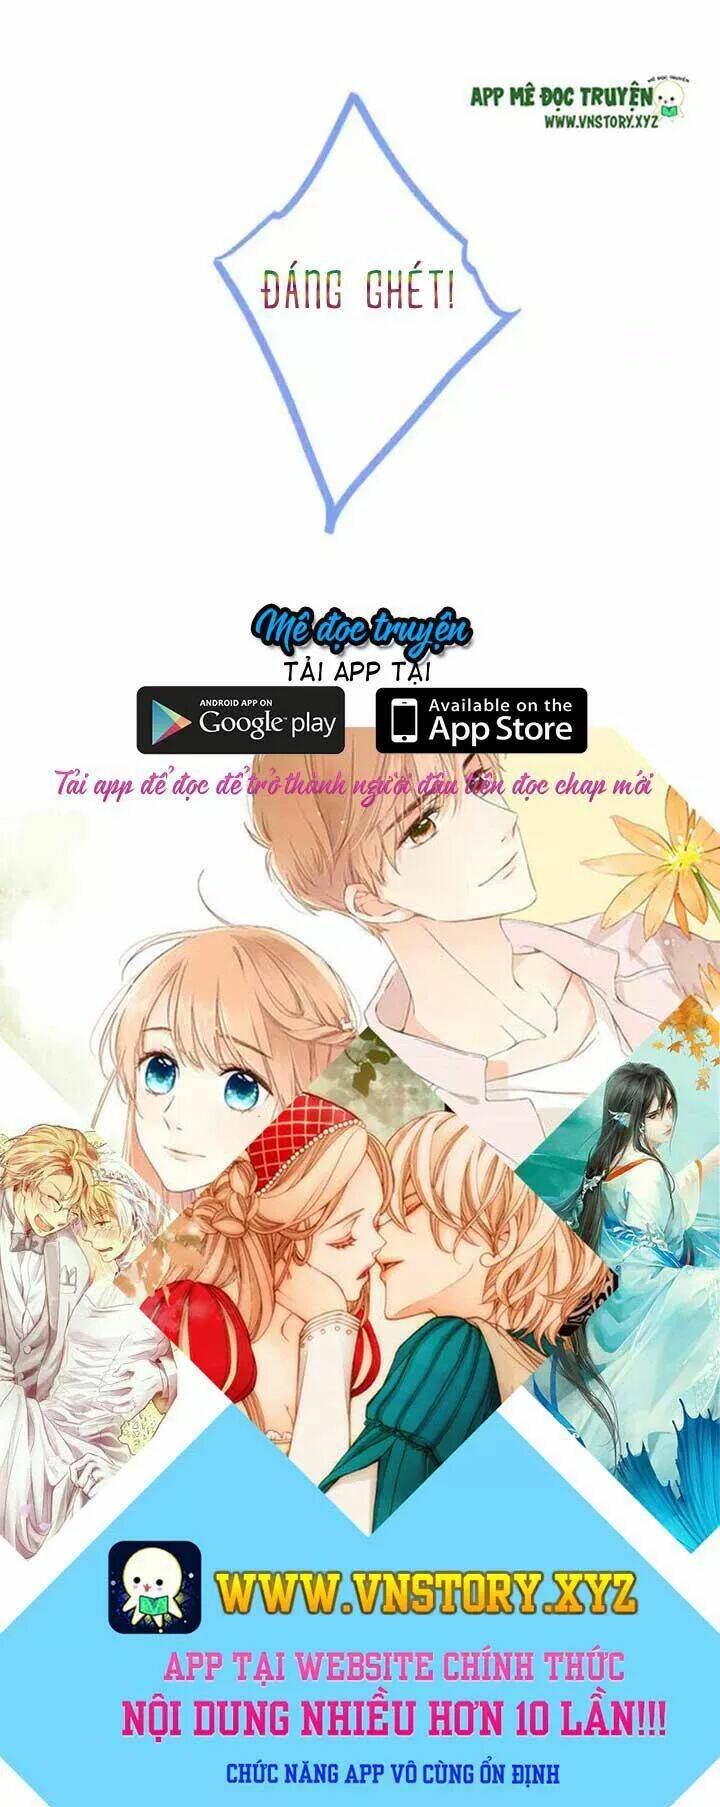 MÊ ĐỌC TRUYỆN
APP MÊ ĐỌC TRUYỆN
WWW.VNSTORY.XYZ
ĐÁNG GHÉT!
Mê đọc truyện
TẢI APP TẠI
ANDROID APP ON
Google play
Available on the
App Store
Tải app để đọc để trở thành người đầu tiên đọc chap mới
WWW.VNSTORY.XYZ
APP TẠI WEBSITE CHÍNH THỨC
NỘI DUNG NHIỀU HƠN 10 LẦN!!!
CHỨC NĂNG APP VÔ CÙNG ỔN ĐỊNH